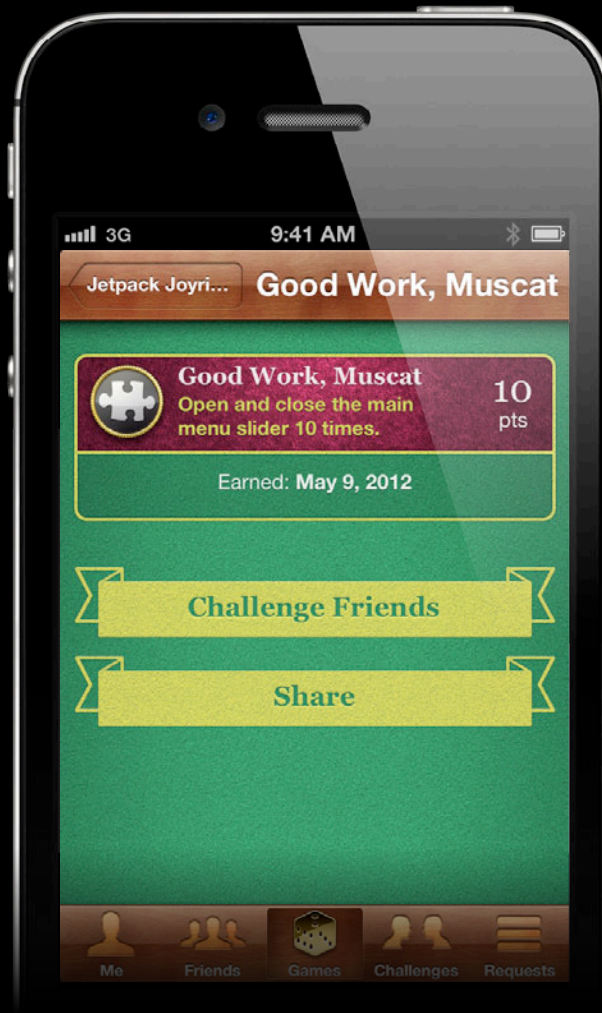 3G 9:41 AM
Jetpack Joyri... Good Work, Muscat
Good Work, Muscat
Open and close the main
menu slider 10 times.
10
pts
Earned: May 9, 2012
Challenge Friends
Share
Me Friends Games Challenges Requests